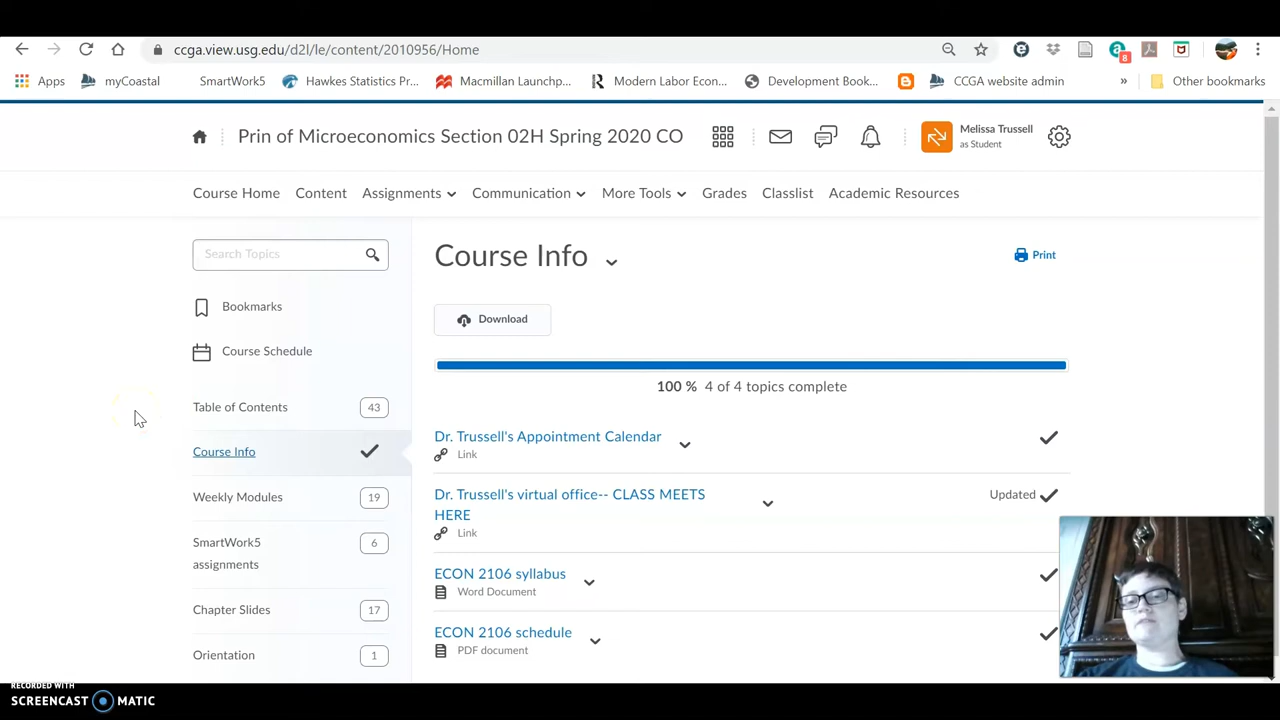 ccga.view.usg.edu/d2l/le/content/2010956/Home
8
Apps myCoastal SmartWork5 Hawkes Statistics Pr... Macmillan Launchp... Modern Labor Econ... Development Book... CCGA website admin » Other bookmarks
Prin of Microeconomics Section 02H Spring 2020 CO
Melissa Trussell
as Student
Course Home Content Assignments Communication More Tools Grades Classlist Academic Resources
Search Topics
Bookmarks
Course Schedule
Table of Contents 43
Course Info
Weekly Modules 19
SmartWork5 6
assignments
Chapter Slides 17
Orientation 1
Course Info
Print
Download
100 % 4 of 4 topics complete
Dr. Trussell's Appointment Calendar
Link
Dr. Trussell's virtual office-- CLASS MEETS
HERE
Updated
Link
ECON 2106 syllabus
Word Document
ECON 2106 schedule
PDF document
RECORDED WITH
SCREENCAST MATIC